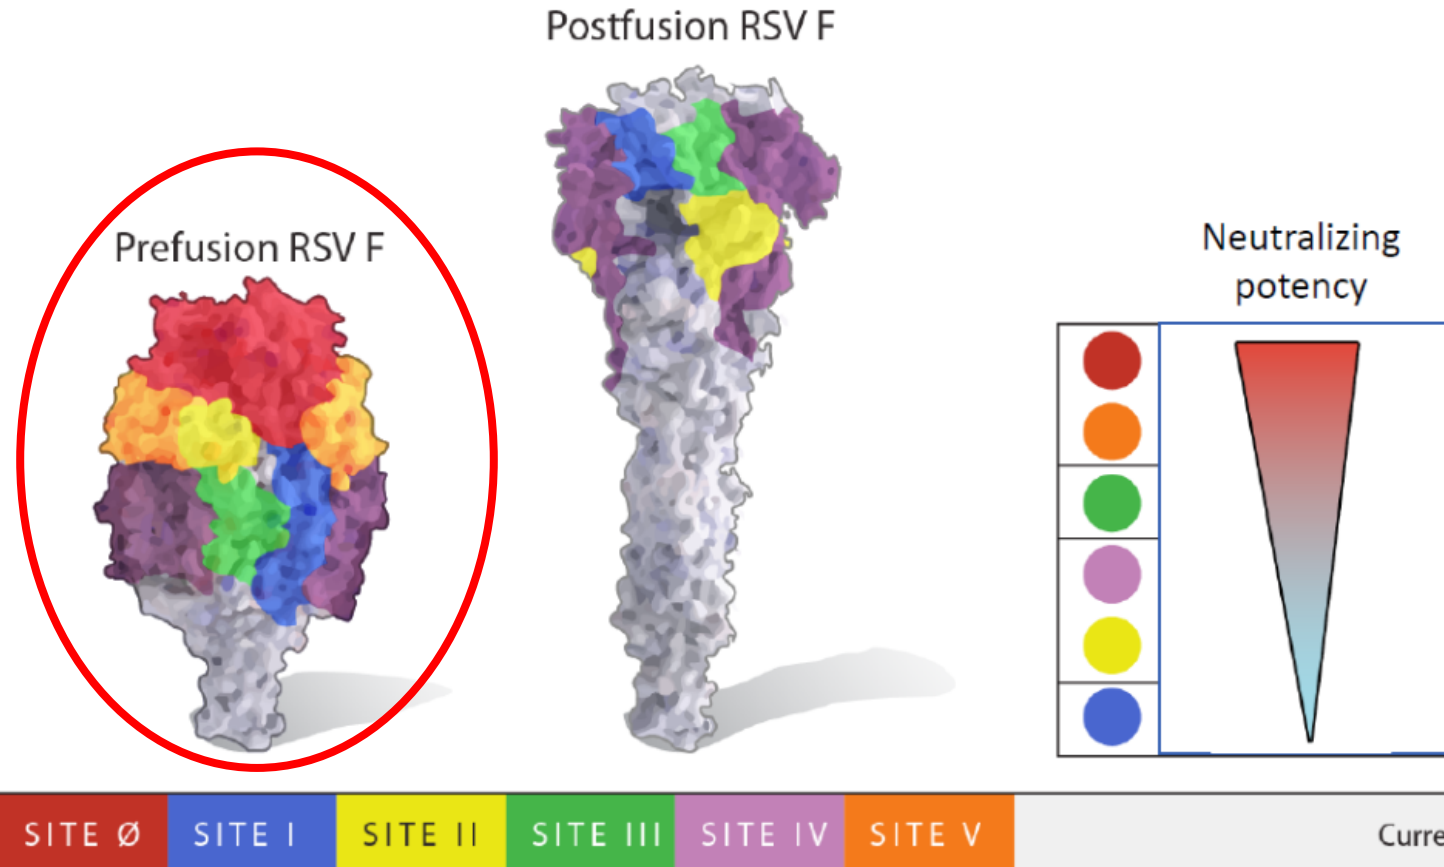 Postfusion RSV F
Prefusion RSV F
Neutralizing
potency
SITE Ø
SITE I
SITE II
SITE III
SITE IV
SITE V